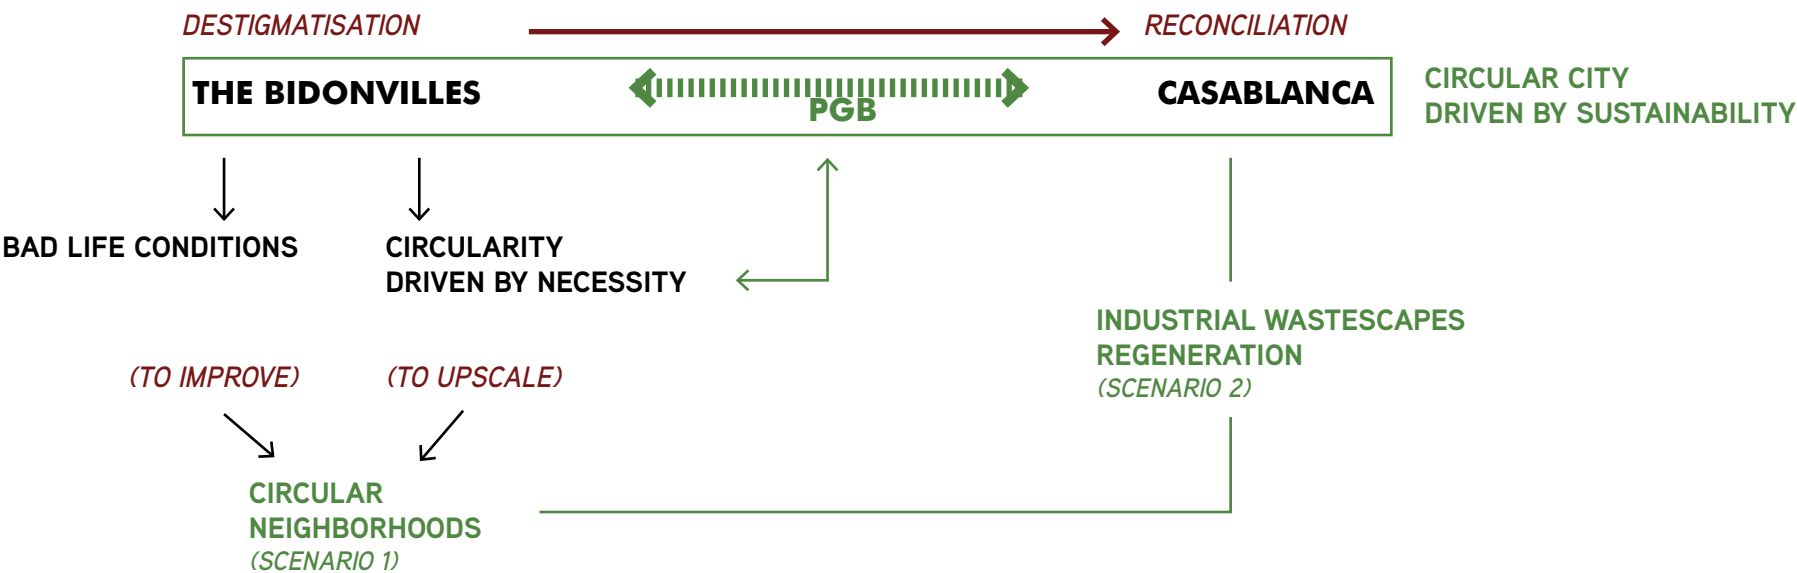 DESTIGMATISATION
RECONCILIATION
THE BIDONVILLES
PGB
CASABLANCA
CIRCULAR CITY
DRIVEN BY SUSTAINABILITY
BAD LIFE CONDITIONS
CIRCULARITY
DRIVEN BY NECESSITY
INDUSTRIAL WASTESCAPES
REGENERATION
(SCENARIO 2)
(TO IMPROVE)
(TO UPSCALE)
CIRCULAR
NEIGHBORHOODS
(SCENARIO 1)